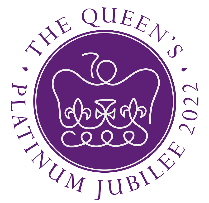 THE QUEEN'S
PLATINUM JUBILEE 2022
70